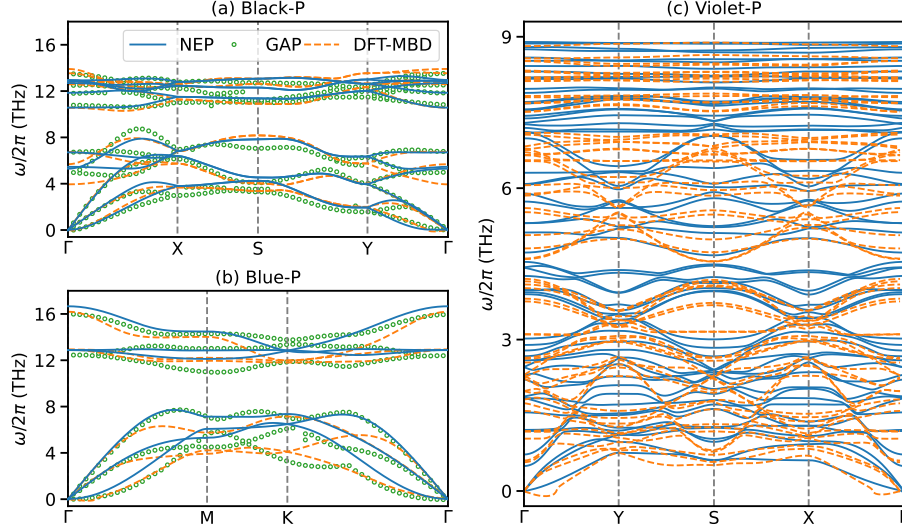 (a) Black-P
NEP GAP DFT-MBD
16
12
8
4
0
ω/2π (THz)
Γ X S Y Γ
(b) Blue-P
16
12
8
4
0
ω/2π (THz)
Γ M K Γ
(c) Violet-P
9
6
3
0
ω/2π (THz)
Γ Y S X